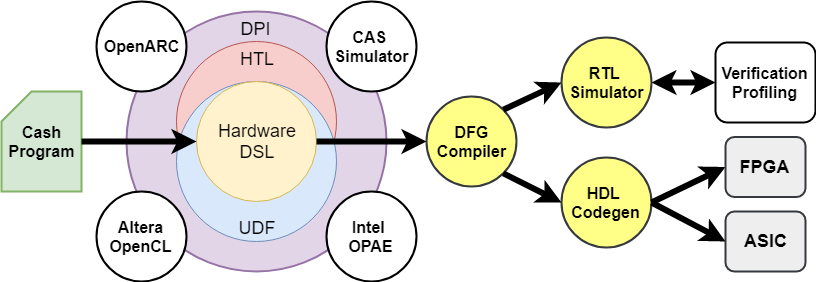 Cash
Program
OpenARC
DPI
CAS
Simulator
HTL
Hardware
DSL
UDF
Altera
OpenCL
Intel
OPAE
DFG
Compiler
RTL
Simulator
Verification
Profiling
HDL
Codegen
FPGA
ASIC